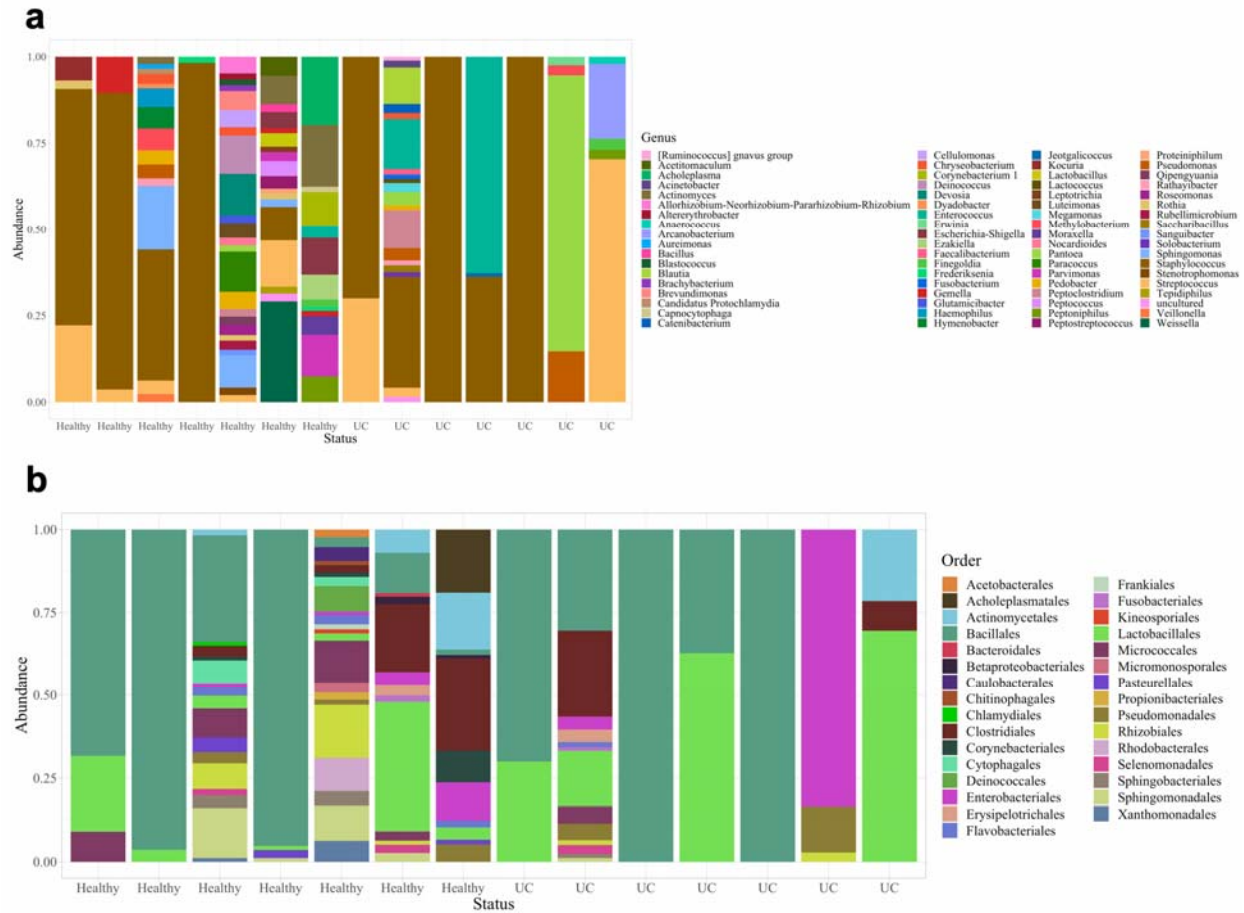 a
1.00
0.75
0.50
0.25
0.00
Abundance
Healthy Healthy Healthy Healthy Healthy Healthy Healthy UC UC UC UC UC UC UC
Status
Genus
[Ruminococcus] gnavus group
Acetitomaculum
Acholeplasma
Acinetobacter
Actinomyces
Allorhizobium-Neorhizobium-Pararhizobium-Rhizobium
Altererythrobacter
Anaerococcus
Arcanobacterium
Aureimonas
Bacillus
Blastococcus
Blautia
Brachybacterium
Brevundimonas
Candidatus Protochlamydia
Capnocytophaga
Catenibacterium
Cellulomonas
Chryseobacterium
Corynebacterium 1
Deinococcus
Devosia
Dyadobacter
Enterococcus
Erwinia
Escherichia-Shigella
Ezakiella
Faecalibacterium
Finegoldia
Frederiksenia
Fusobacterium
Gemella
Glutamicibacter
Haemophilus
Hymenobacter
Jeotgalicoccus
Kocuria
Lactobacillus
Lactococcus
Leptotrichia
Luteimonas
Megamonas
Methylobacterium
Moraxella
Nocardioides
Pantoea
Paracoccus
Parvimonas
Pedobacter
Peptoclostridium
Peptococcus
Peptoniphilus
Peptostreptococcus
Proteiniphilum
Pseudomonas
Qipengyuania
Rathayibacter
Roseomonas
Rothia
Rubellimicrobium
Saccharibacillus
Sanguibacter
Solobacterium
Sphingomonas
Staphylococcus
Stenotrophomonas
Streptococcus
Tepidiphilus
uncultured
Veillonella
Weissella
b
1.00
0.75
0.50
0.25
0.00
Abundance
Healthy Healthy Healthy Healthy Healthy Healthy Healthy UC UC UC UC UC UC UC
Status
Order
Acetobacterales
Acholeplasmatales
Actinomycetales
Bacillales
Bacteroidales
Betaproteobacteriales
Caulobacterales
Chitinophagales
Chlamydiales
Clostridiales
Corynebacteriales
Cytophagales
Deinococcales
Enterobacteriales
Erysipelotrichales
Flavobacteriales
Frankiales
Fusobacteriales
Kineosporiales
Lactobacillales
Micrococcales
Micromonosporales
Pasteurellales
Propionibacteriales
Pseudomonadales
Rhizobiales
Rhodobacterales
Selenomonadales
Sphingobacteriales
Sphingomonadales
Xanthomonadales